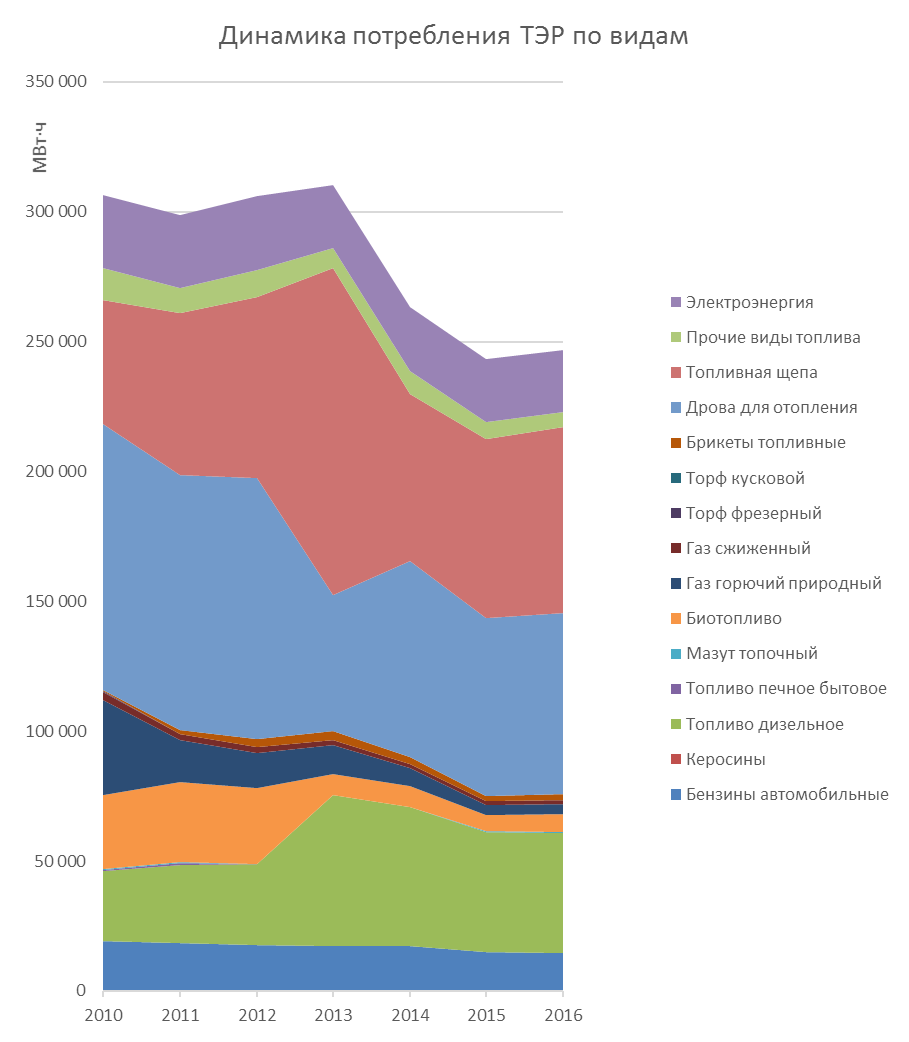 Динамика потребления ТЭР по видам
МВт·ч
350 000
300 000
250 000
200 000
150 000
100 000
50 000
0
2010 2011 2012 2013 2014 2015 2016
Электроэнергия
Прочие виды топлива
Топливная щепа
Дрова для отопления
Брикеты топливные
Торф кусковой
Торф фрезерный
Газ сжиженный
Газ горючий природный
Биотопливо
Мазут топочный
Топливо печное бытовое
Топливо дизельное
Керосины
Бензины автомобильные